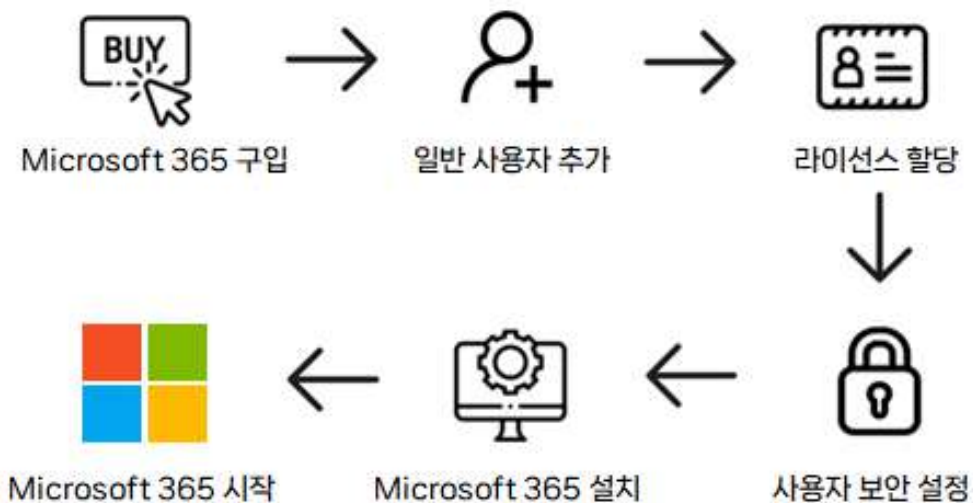 BUY
Microsoft 365 구입
일반 사용자 추가
라이선스 할당
사용자 보안 설정
Microsoft 365 설치
Microsoft 365 시작